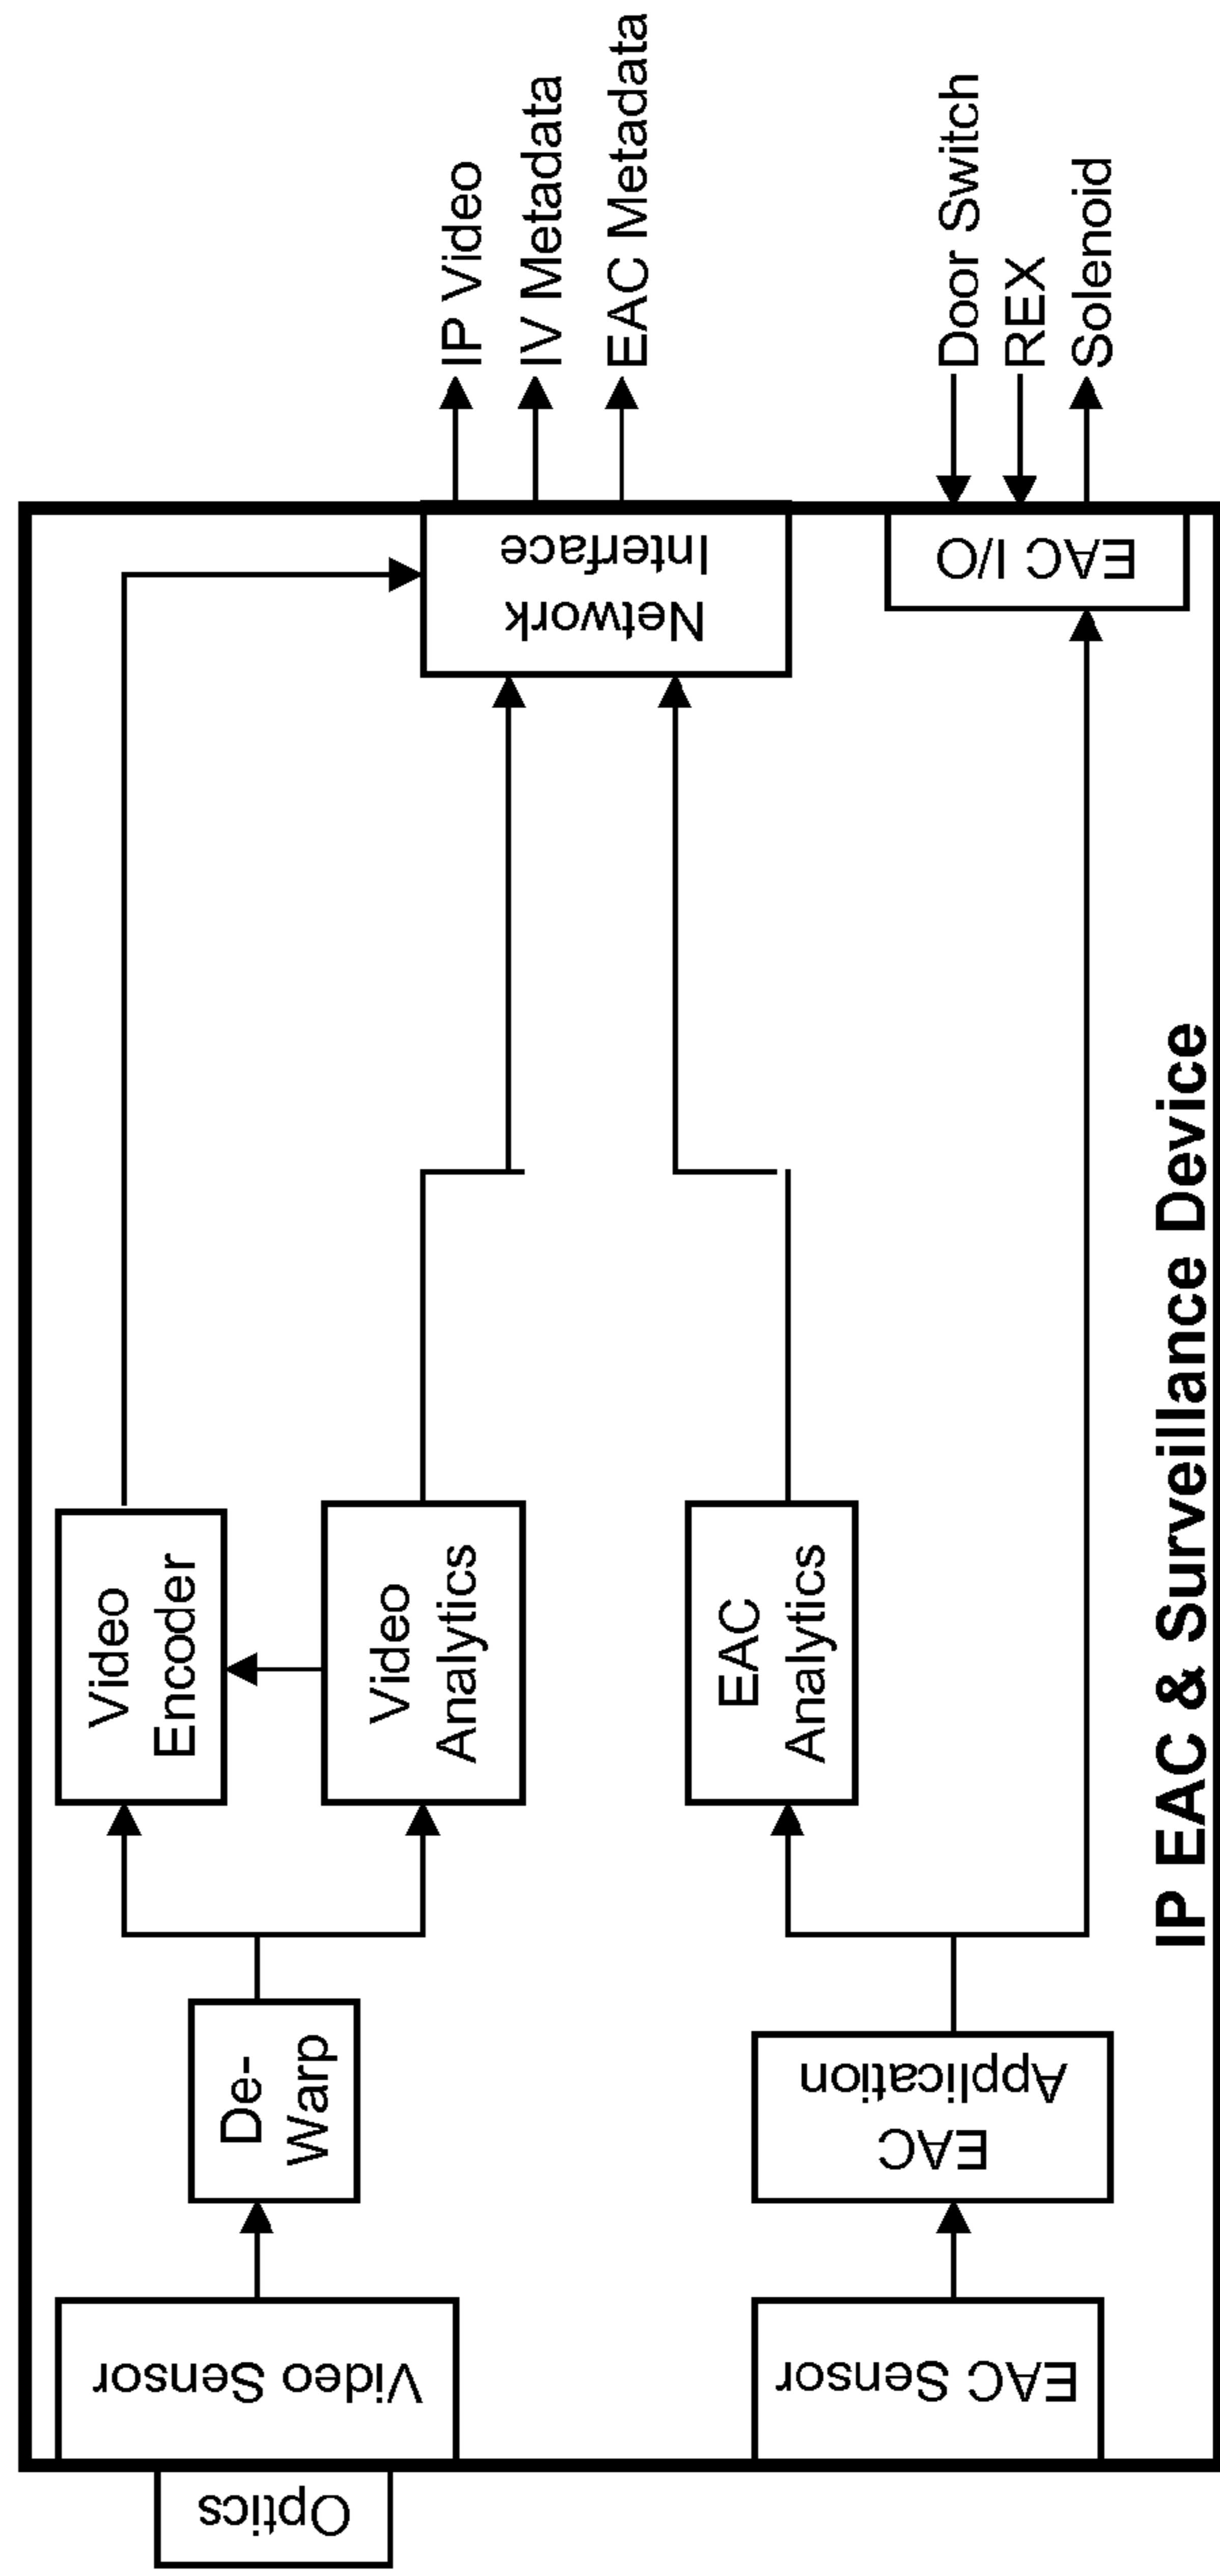 Optics
Video Sensor
De-
Warp
Video
Encoder
Video
Analytics
Network
Interface
IP Video
IV Metadata
EAC Metadata
EAC Sensor
EAC
Application
EAC
Analytics
EAC I/O
Door Switch
REX
Solenoid
IP EAC & Surveillance Device